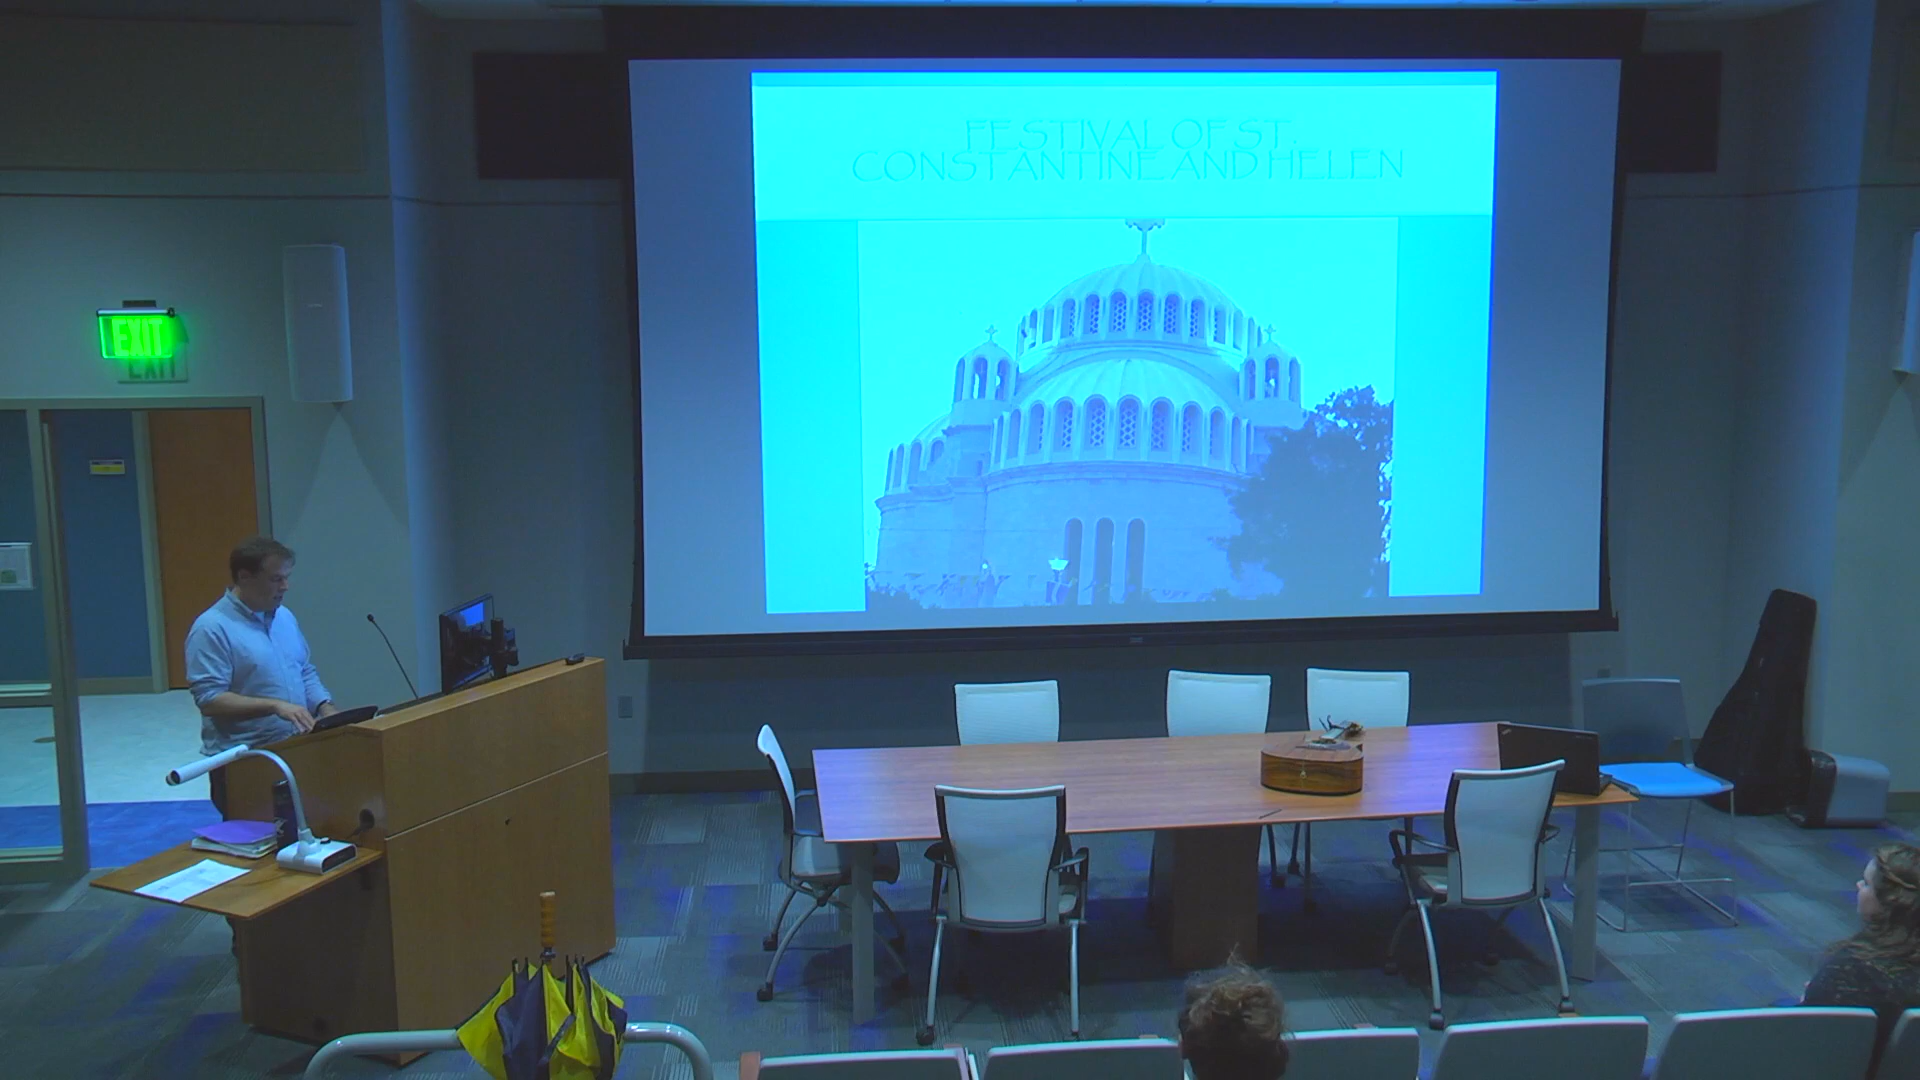 FESTIVAL OF ST.
CONSTANTINE AND HELEN
EXIT